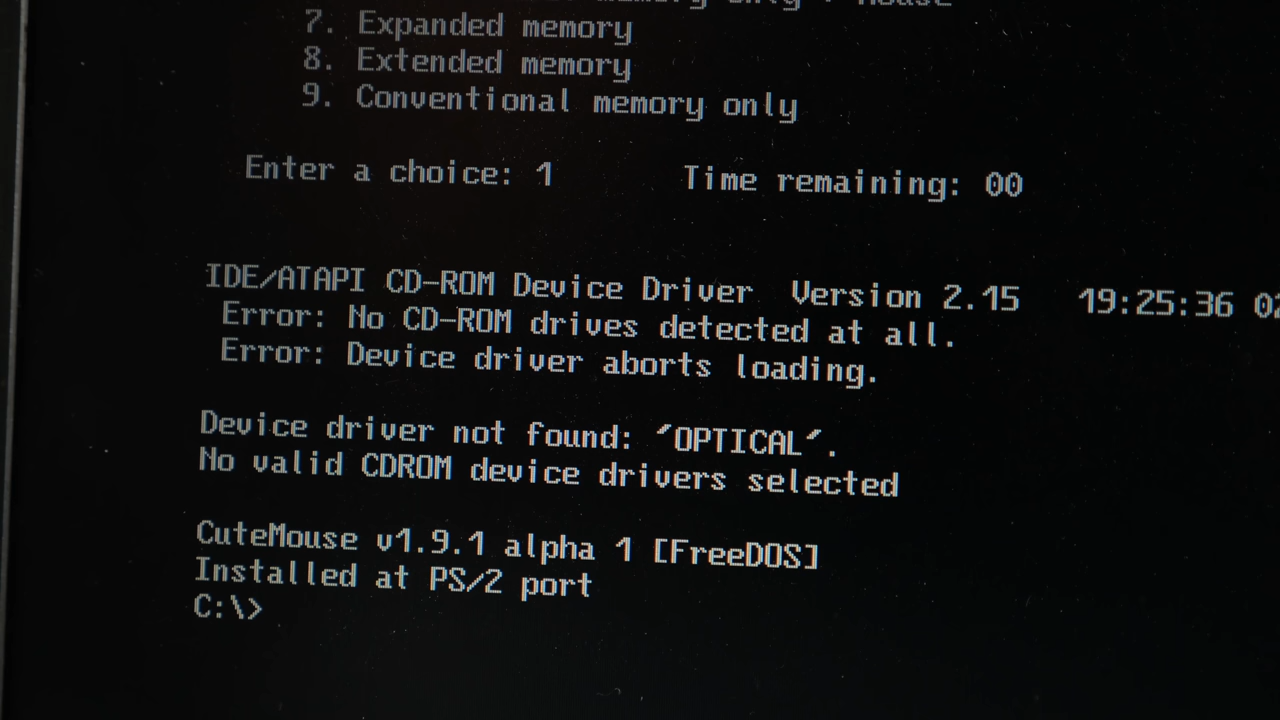 7. Expanded memory
8. Extended memory
9. Conventional memory only
Enter a choice: 1 Time remaining: 00
IDE/ATAPI CD-ROM Device Driver Version 2.15 19:25:36
Error: No CD-ROM drives detected at all.
Error: Device driver aborts loading.
Device driver not found: 'OPTICAL'.
No valid CDROM device drivers selected
CuteMouse v1.9.1 alpha 1 [FreeDOS]
Installed at PS/2 port
C:\>